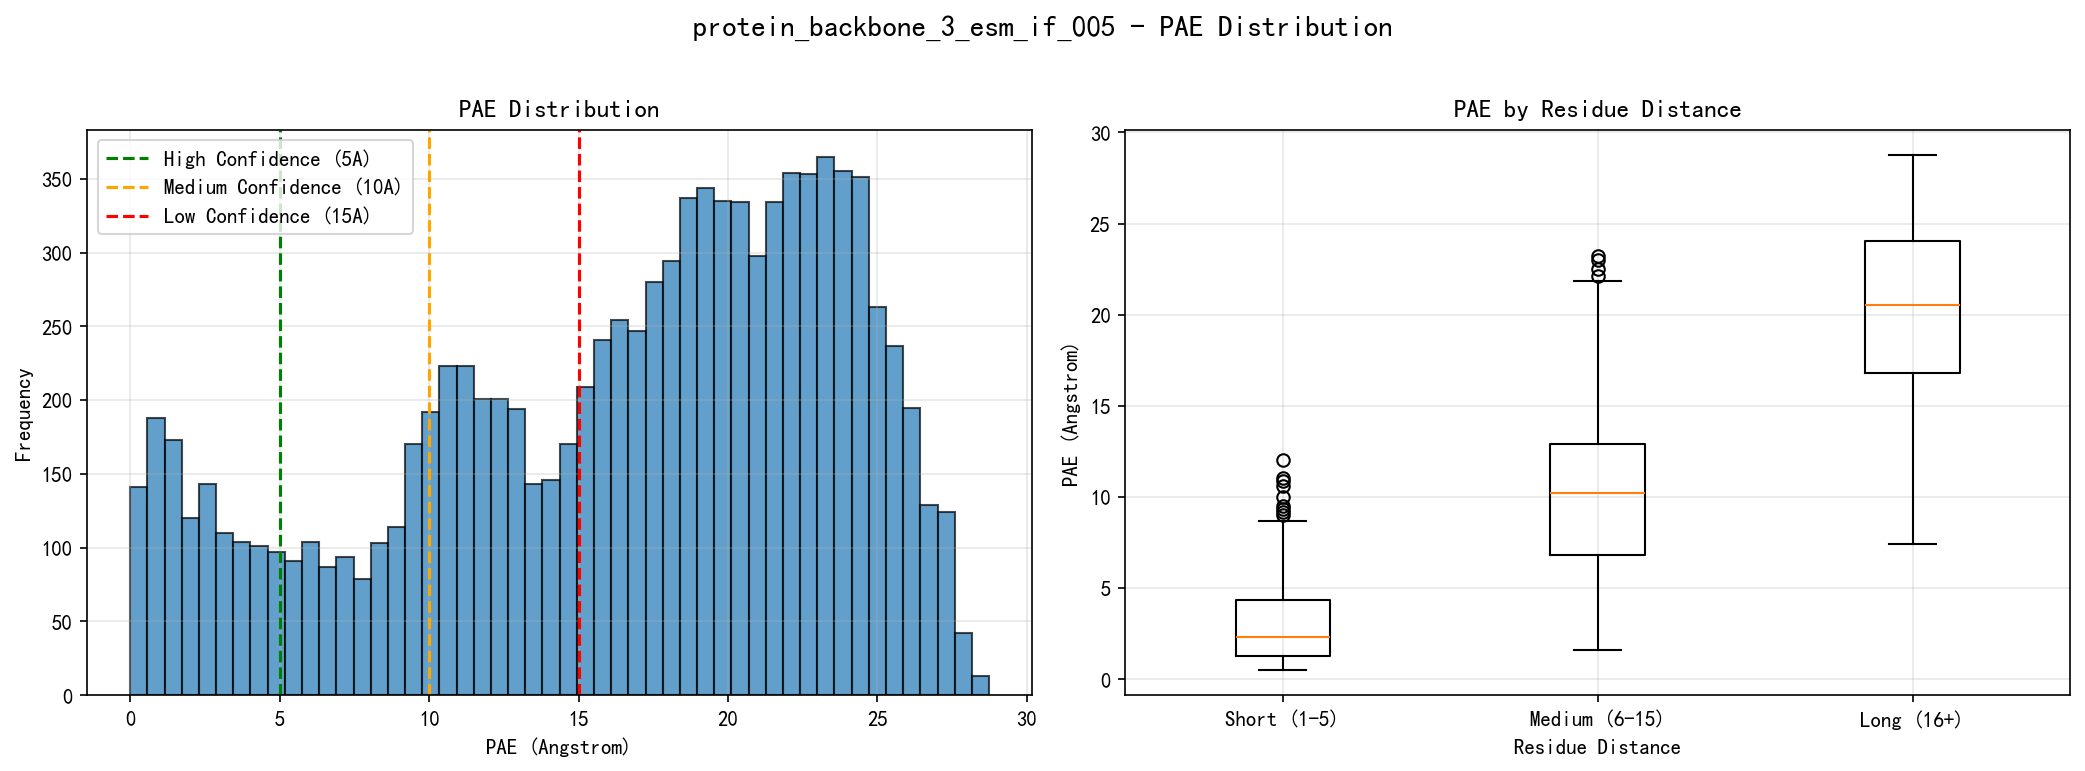 protein_backbone_3_esm_if_005 - PAE Distribution
PAE Distribution
High Confidence (5A)
Medium Confidence (10A)
Low Confidence (15A)
350
300
250
200
150
100
50
0
Frequency
0 5 10 15 20 25 30
PAE (Angstrom)
PAE by Residue Distance
30
25
20
15
10
5
0
PAE (Angstrom)
Short (1-5) Medium (6-15) Long (16+)
Residue Distance